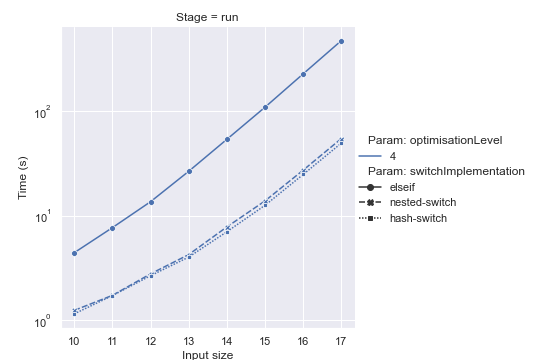 Stage = run
10²
10¹
10⁰
Time (s)
10 11 12 13 14 15 16 17
Input size
Param: optimisationLevel
4
Param: switchImplementation
elseif
nested-switch
hash-switch